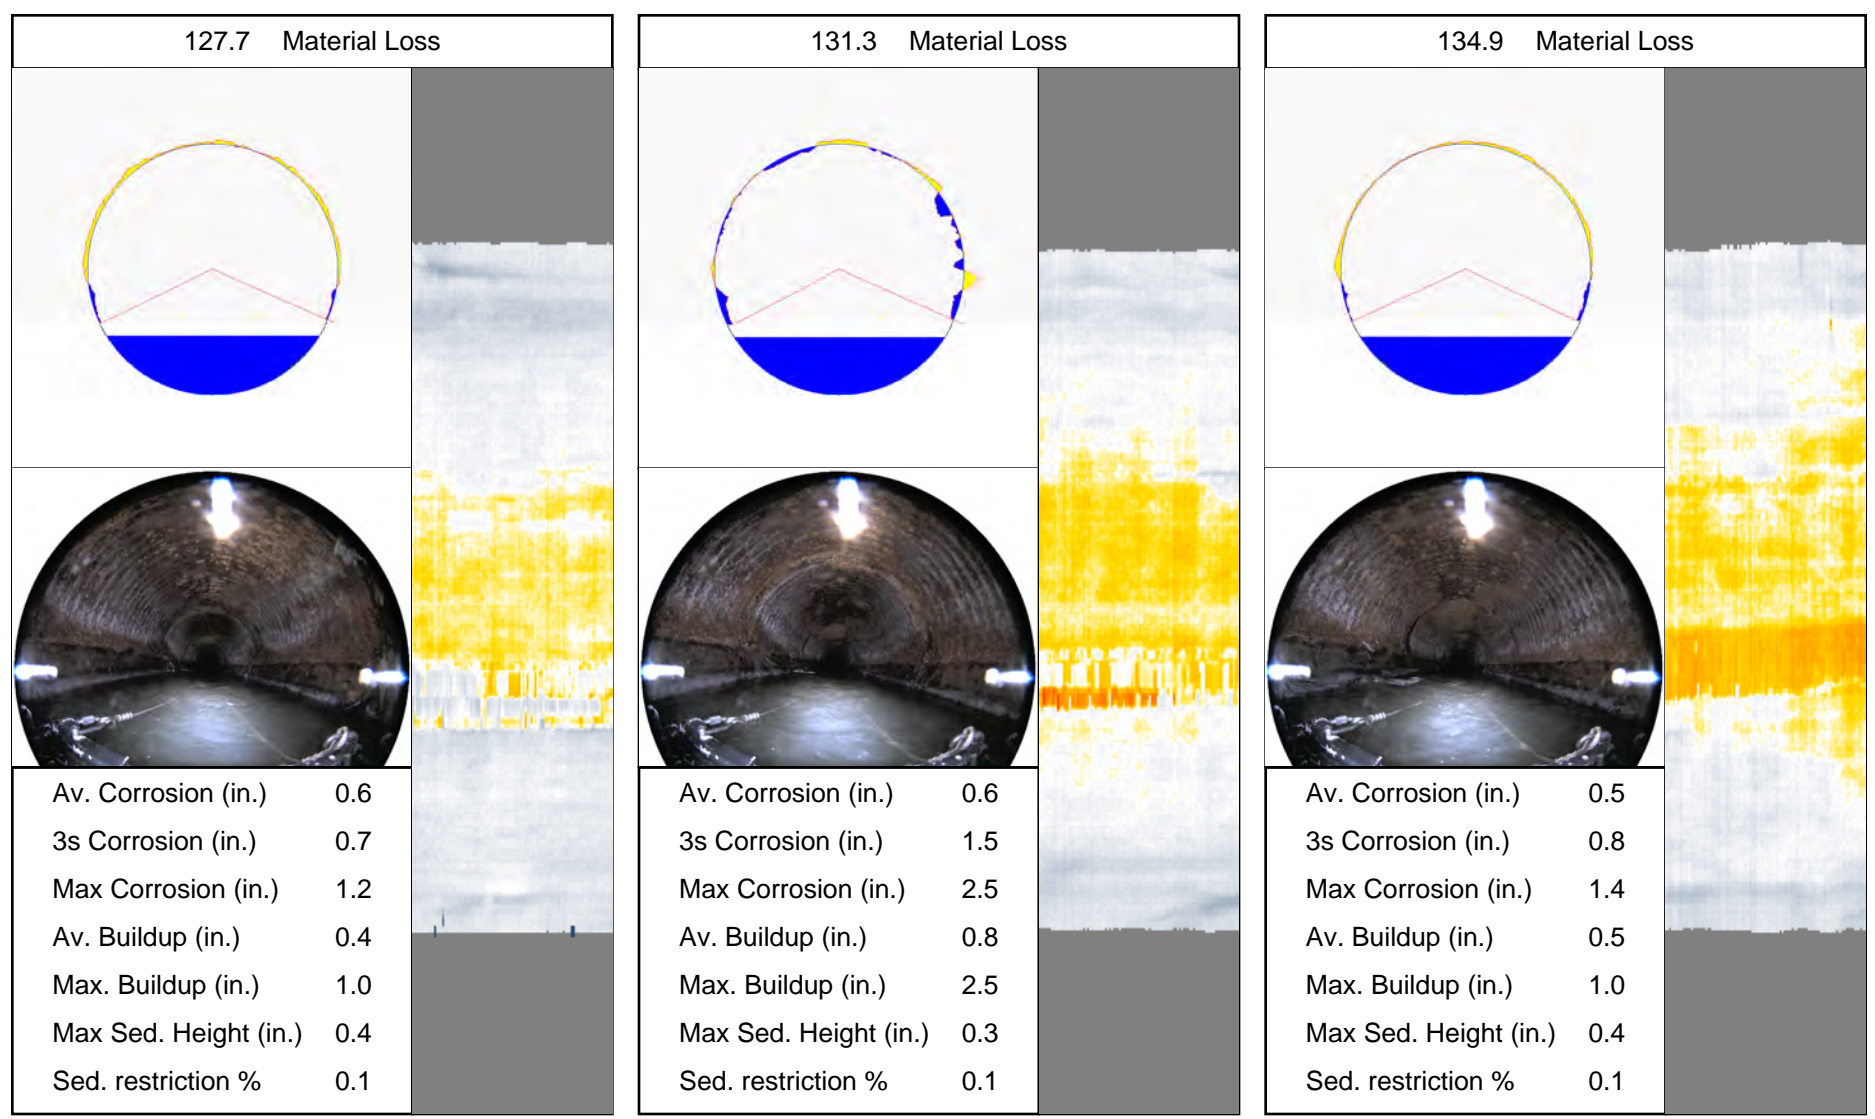 127.7 Material Loss
Av. Corrosion (in.) 0.6
3s Corrosion (in.) 0.7
Max Corrosion (in.) 1.2
Av. Buildup (in.) 0.4
Max. Buildup (in.) 1.0
Max Sed. Height (in.) 0.4
Sed. restriction % 0.1
131.3 Material Loss
Av. Corrosion (in.) 0.6
3s Corrosion (in.) 1.5
Max Corrosion (in.) 2.5
Av. Buildup (in.) 0.8
Max. Buildup (in.) 2.5
Max Sed. Height (in.) 0.3
Sed. restriction % 0.1
134.9 Material Loss
Av. Corrosion (in.) 0.5
3s Corrosion (in.) 0.8
Max Corrosion (in.) 1.4
Av. Buildup (in.) 0.5
Max. Buildup (in.) 1.0
Max Sed. Height (in.) 0.4
Sed. restriction % 0.1